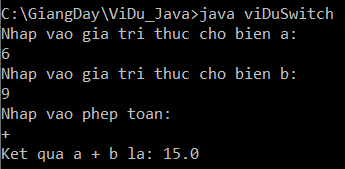 C:\GiangDay\ViDu_Java>java viDuSwitch
Nhap vao gia tri thuc cho bien a:
6
Nhap vao gia tri thuc cho bien b:
9
Nhap vao phep toan:
+
Ket qua a + b la: 15.0